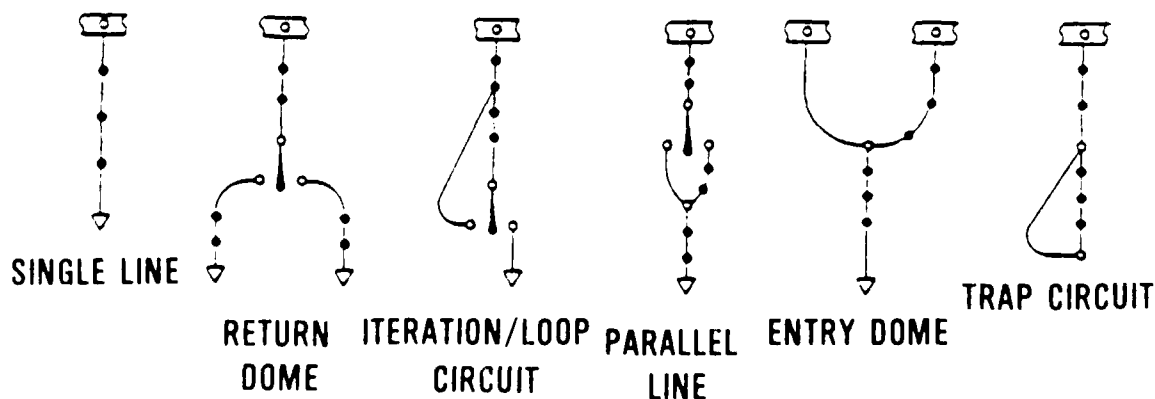 SINGLE LINE
RETURN
DOME
ITERATION/LOOP
CIRCUIT
PARALLEL
LINE
ENTRY DOME
TRAP CIRCUIT